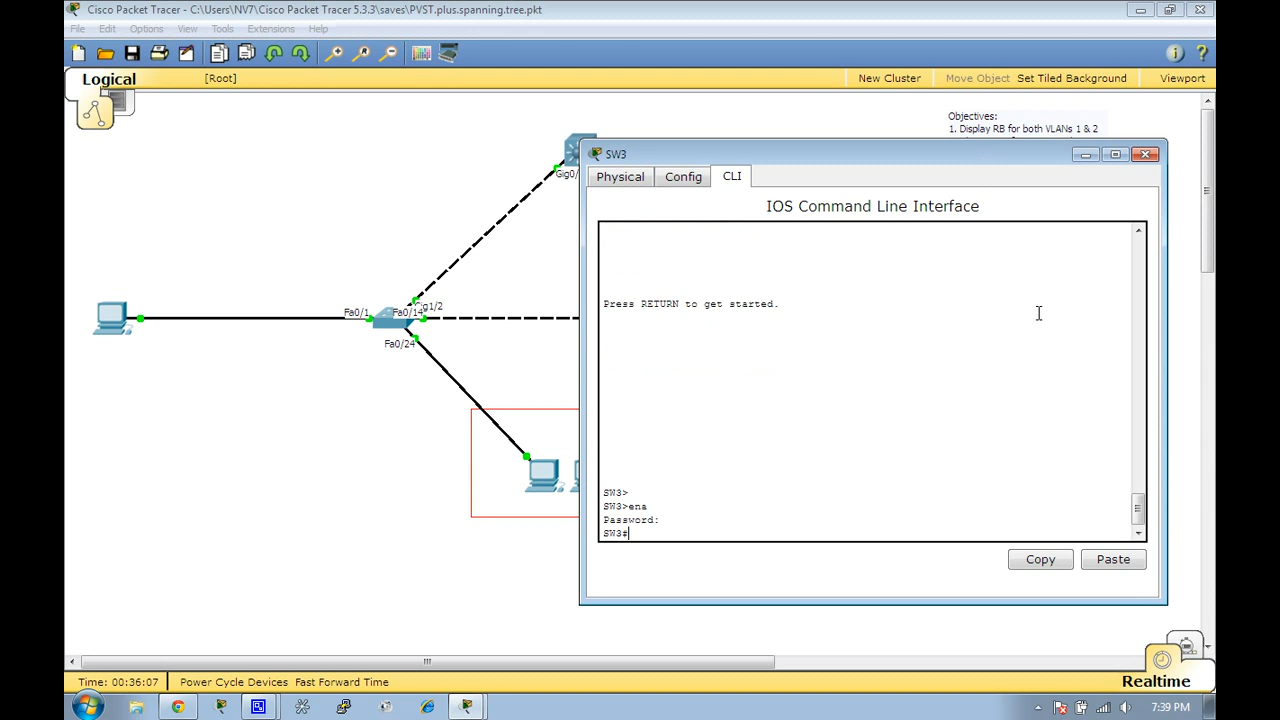 Cisco Packet Tracer - C:\Users\NV7\Cisco Packet Tracer 5.3.3\saves\PVST.plus.spanning.tree.pkt
File Edit Options View Tools Extensions Help
Logical [Root] New Cluster Move Object Set Tiled Background Viewport
Objectives:
1. Display RB for both VLANs 1 & 2
SW3
Gig0/
Physical Config CLI
IOS Command Line Interface
Press RETURN to get started.
Gig1/2
Fa0/1 Fa0/14
Fa0/24
SW3>
SW3>ena
Password:
SW3#
Copy Paste
Time: 00:36:07 Power Cycle Devices Fast Forward Time Realtime
7:39 PM